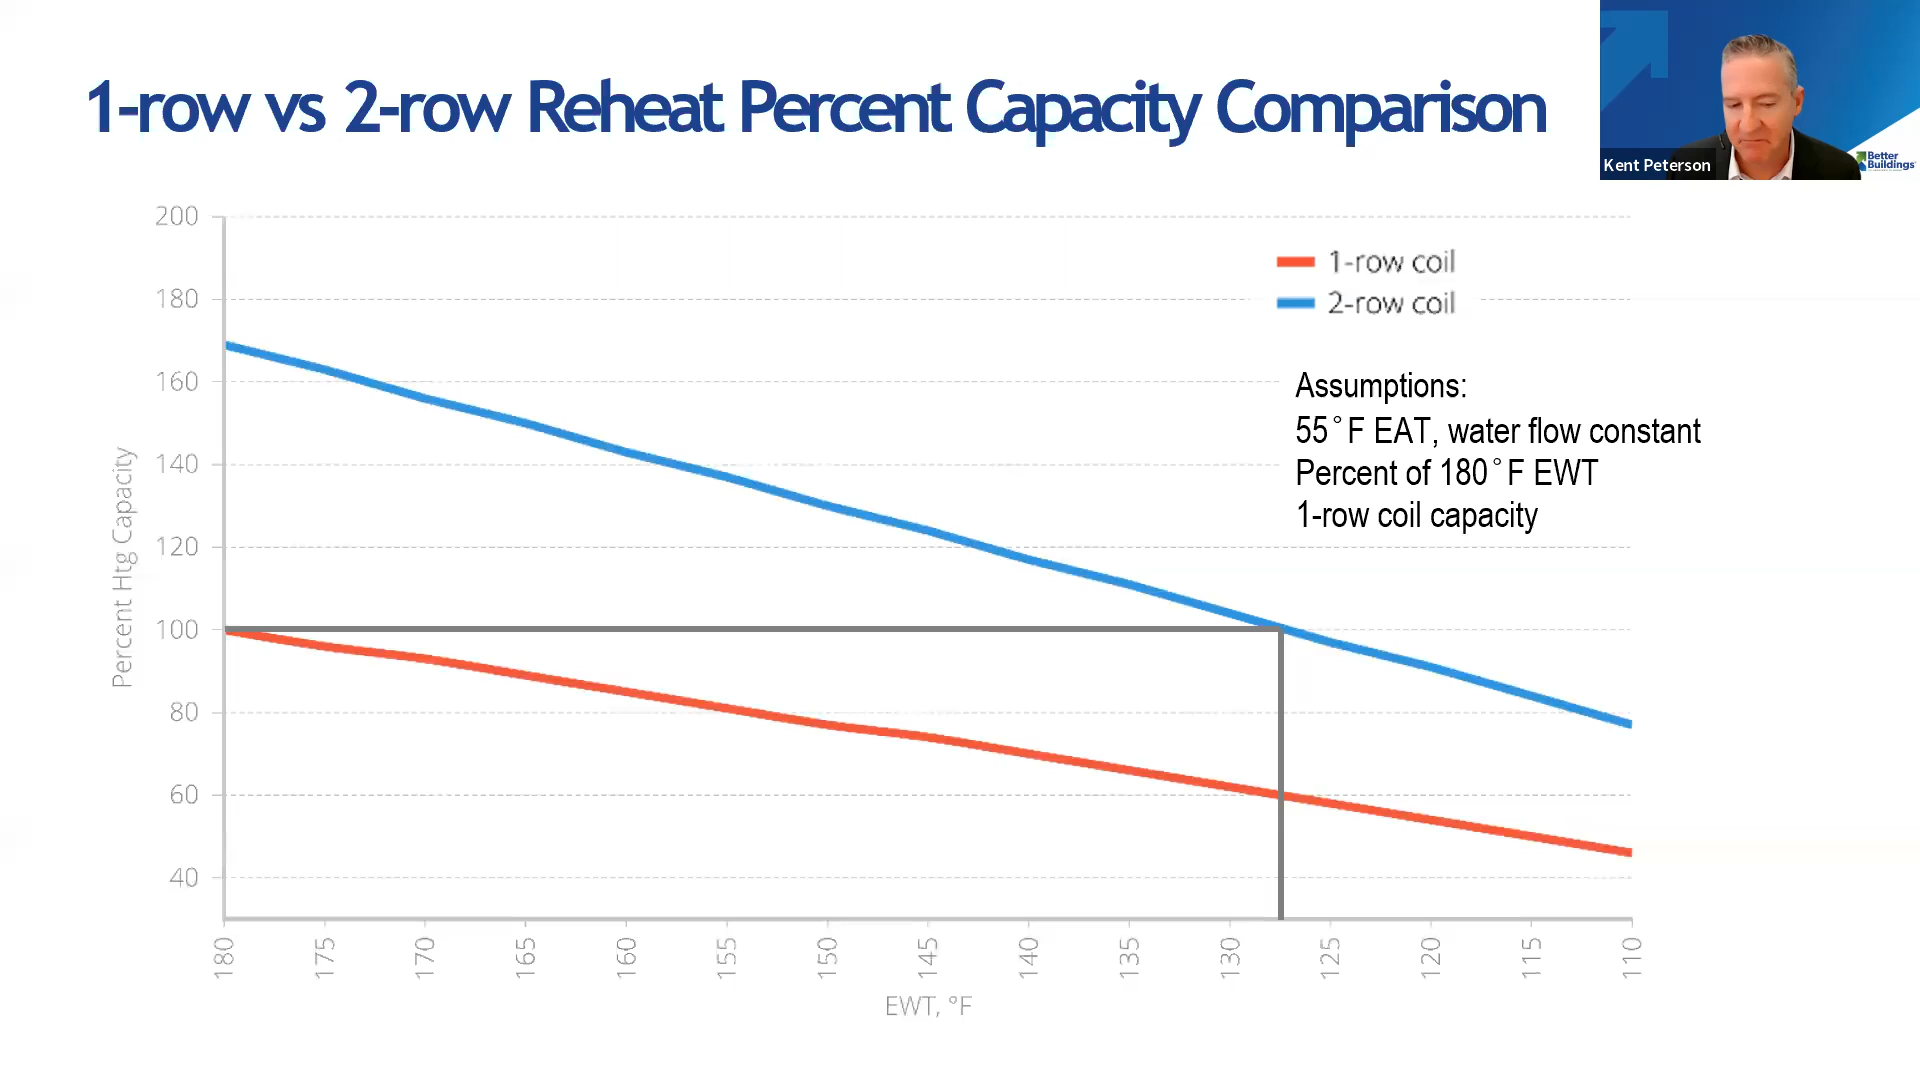 1-row vs 2-row Reheat Percent Capacity Comparison
Kent Peterson
Better
Buildings
200
180
160
140
120
100
80
60
40
Percent Htg Capacity
1-row coil
2-row coil
Assumptions:
55°F EAT, water flow constant
Percent of 180°F EWT
1-row coil capacity
180
175
170
165
160
155
150
145
140
135
130
125
120
115
110
EWT, °F